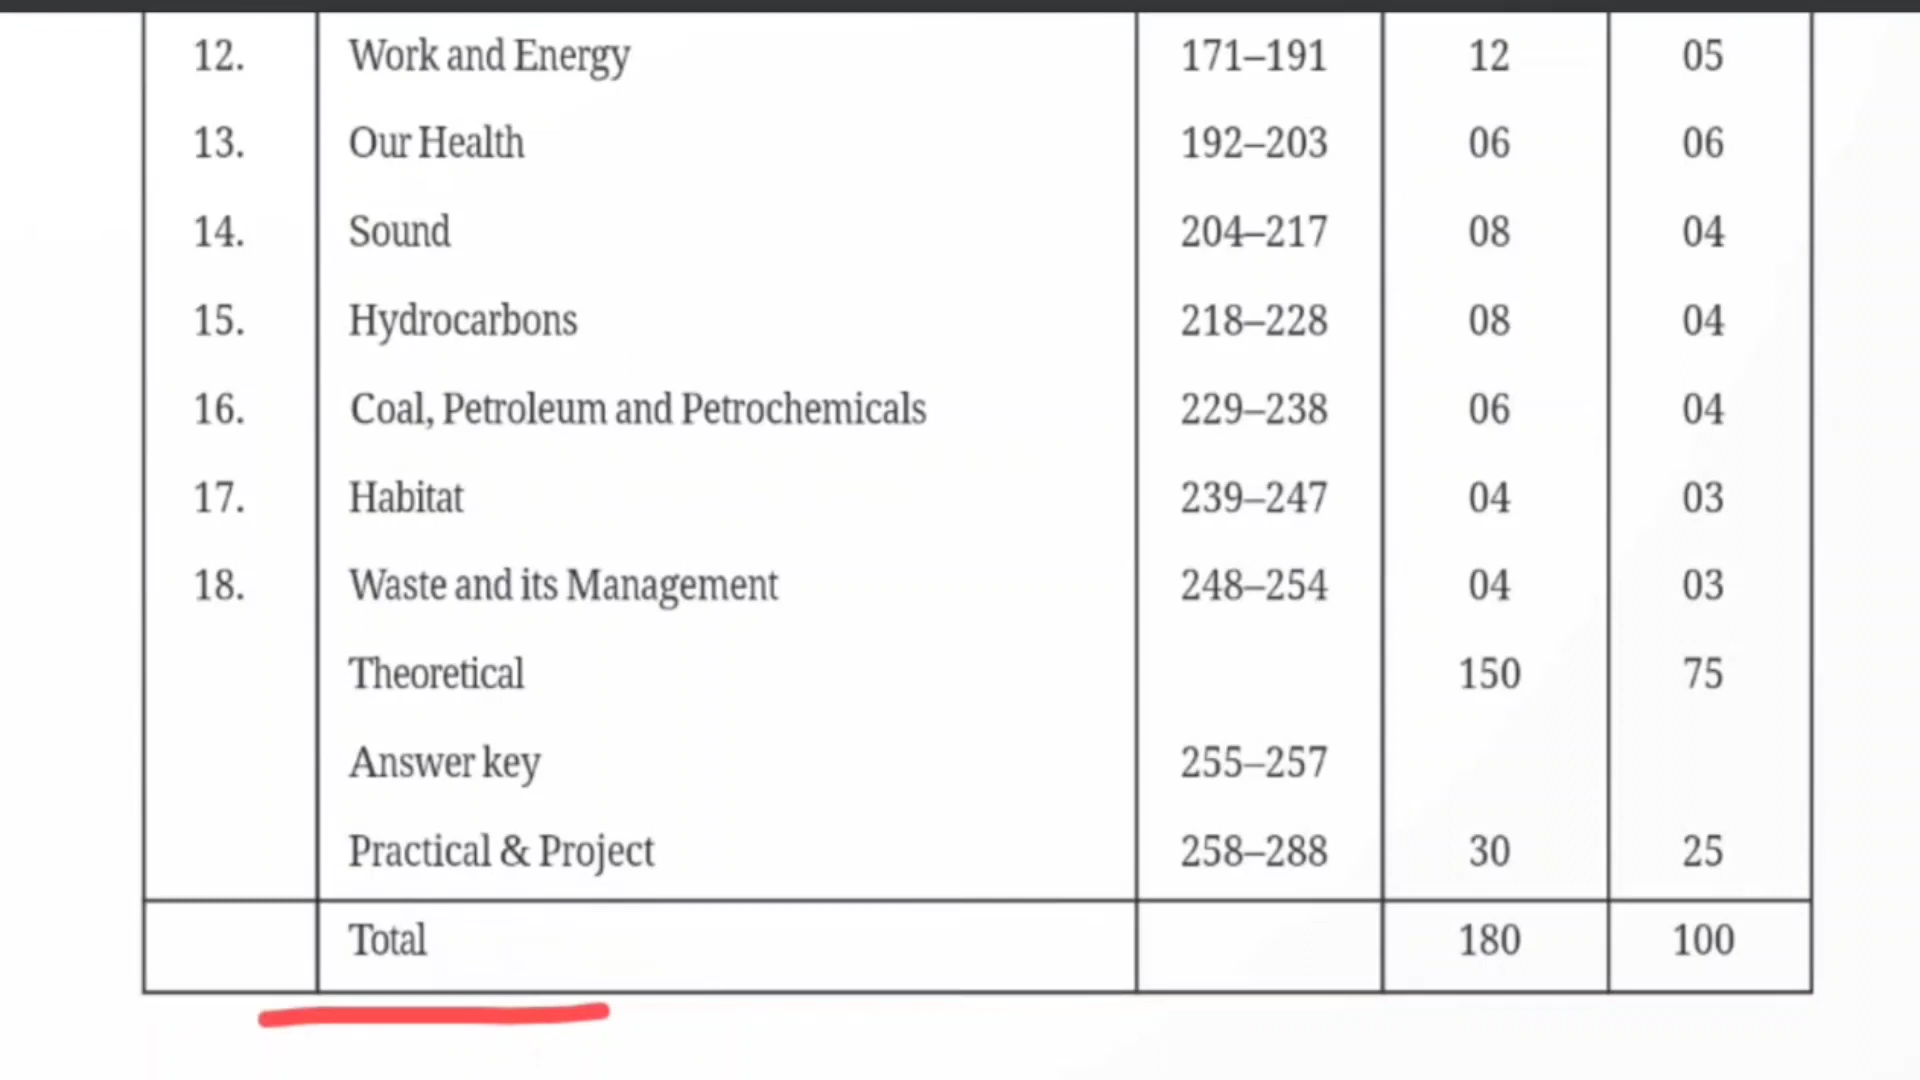 12. Work and Energy 171–191 12 05
13. Our Health 192–203 06 06
14. Sound 204–217 08 04
15. Hydrocarbons 218–228 08 04
16. Coal, Petroleum and Petrochemicals 229–238 06 04
17. Habitat 239–247 04 03
18. Waste and its Management 248–254 04 03
Theoretical 150 75
Answer key 255–257
Practical & Project 258–288 30 25
Total 180 100